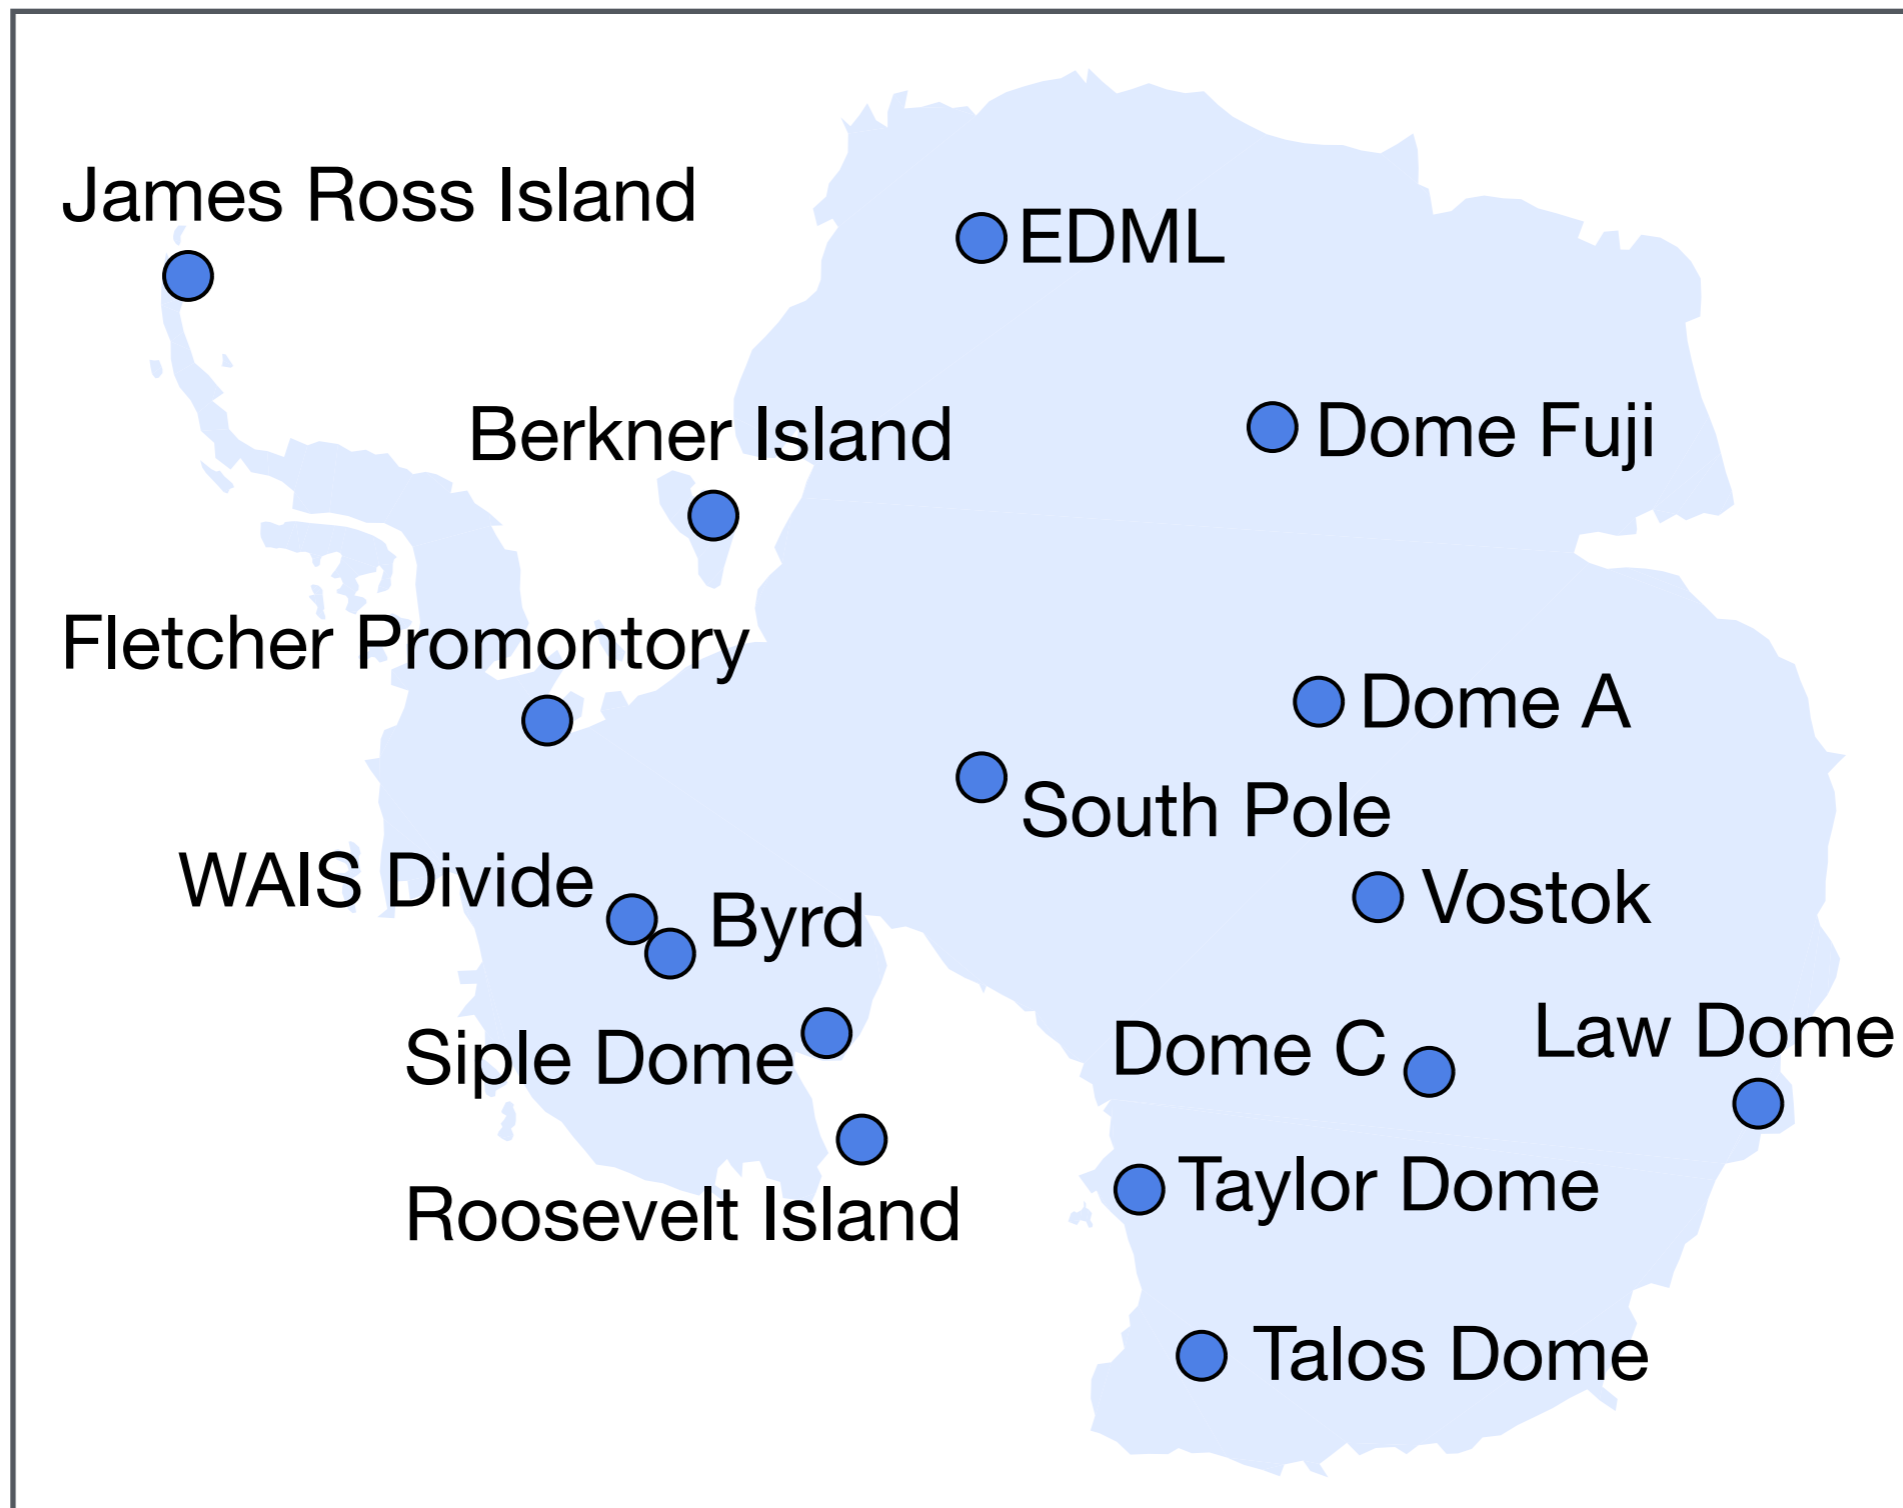 James Ross Island
EDML
Berkner Island
Dome Fuji
Fletcher Promontory
Dome A
South Pole
WAIS Divide
Byrd
Vostok
Siple Dome
Dome C
Law Dome
Roosevelt Island
Taylor Dome
Talos Dome